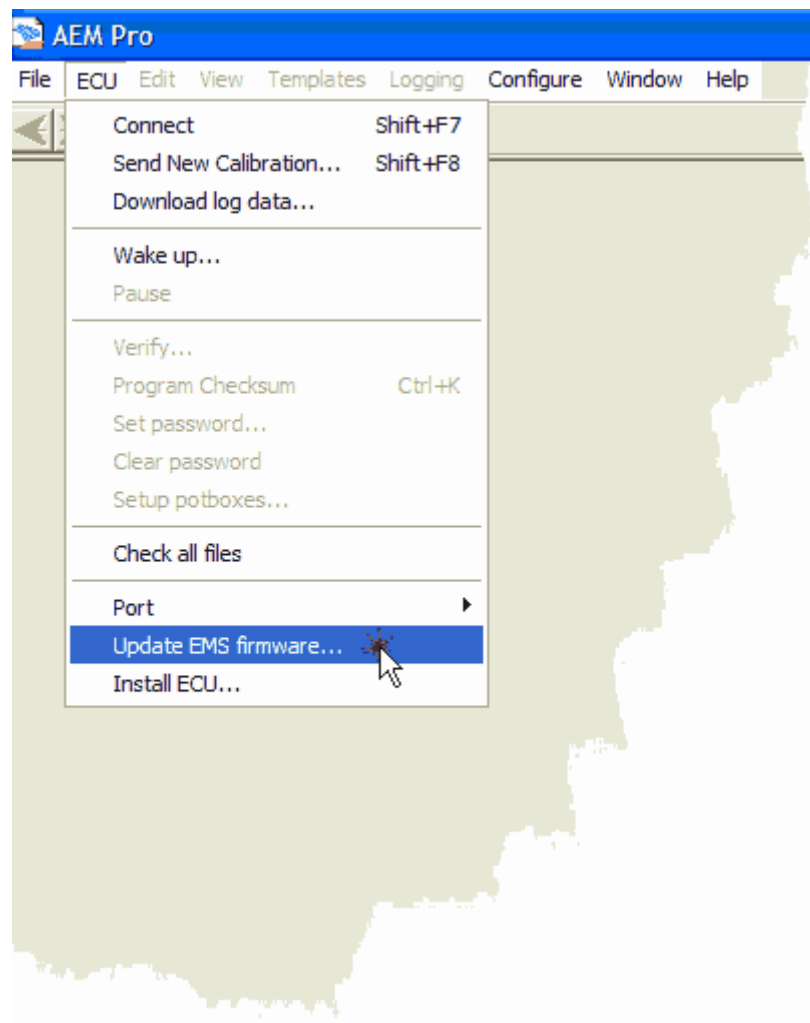 AEM Pro
File ECU Edit View Templates Logging Configure Window Help
Connect Shift+F7
Send New Calibration... Shift+F8
Download log data...
Wake up...
Pause
Verify...
Program Checksum Ctrl+K
Set password...
Clear password
Setup potboxes...
Check all files
Port
Update EMS firmware...
Install ECU...